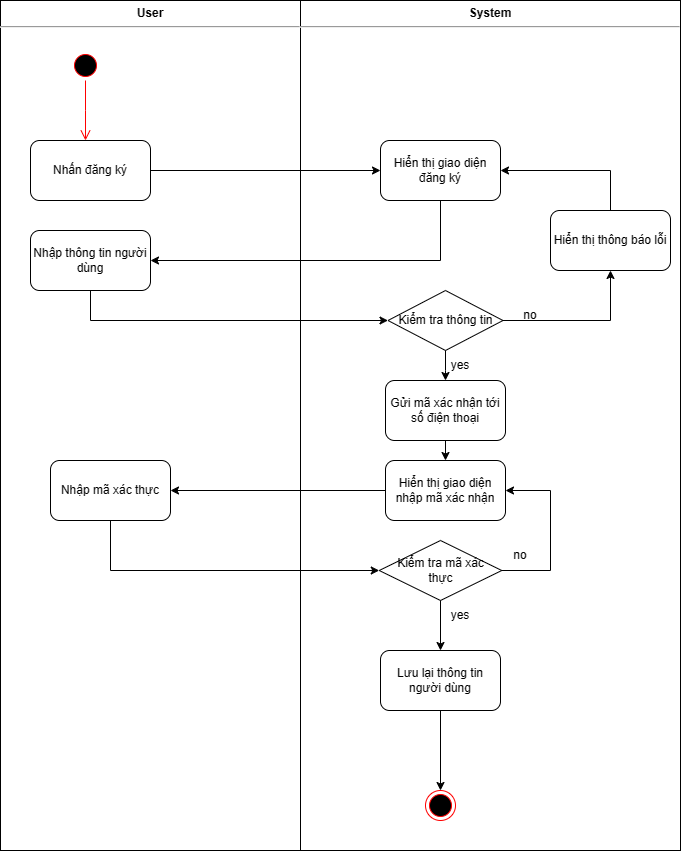 User
System
Nhấn đăng ký
Hiển thị giao diện
đăng ký
Hiển thị thông báo lỗi
Nhập thông tin người
dùng
Kiểm tra thông tin
no
yes
Gửi mã xác nhận tới
số điện thoại
Nhập mã xác thực
Hiển thị giao diện
nhập mã xác nhận
Kiểm tra mã xác
thực
no
yes
Lưu lại thông tin
người dùng